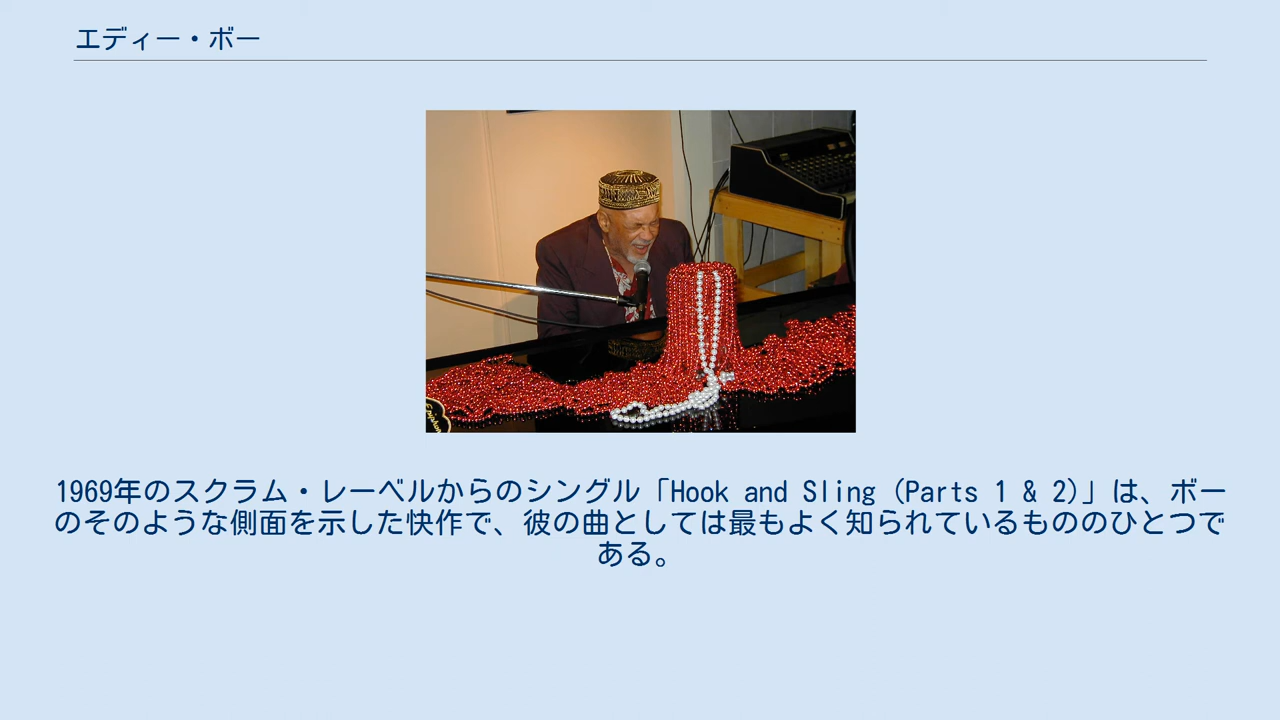 エディー・ボー
1969年のスクラム・レーベルからのシングル「Hook and Sling (Parts 1 & 2)」は、ボー
のそのような側面を示した快作で、彼の曲としては最もよく知られているもののひとつで
ある。